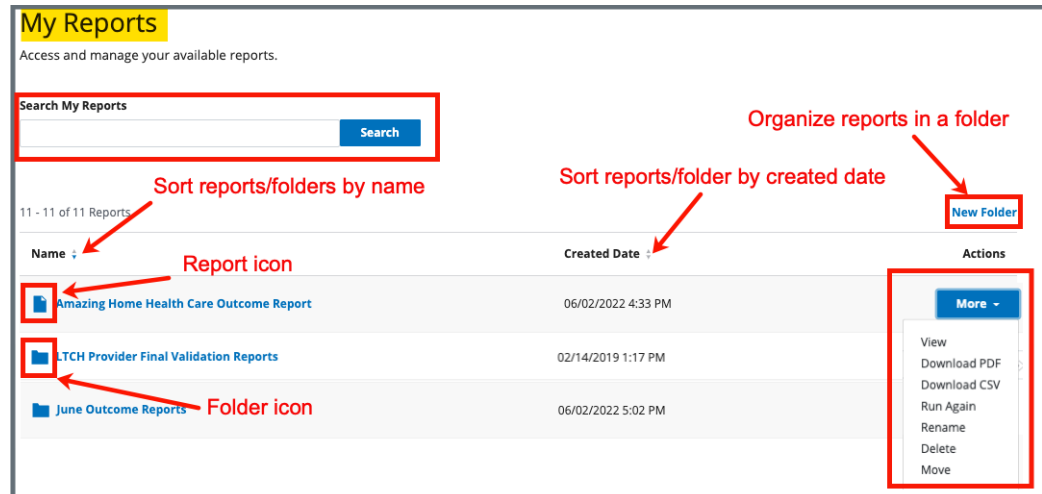 My Reports
Access and manage your available reports.
Search My Reports
Search
Organize reports in a folder
Sort reports/folders by name
Sort reports/folder by created date
11 - 11 of 11 Reports
New Folder
Name
Created Date
Actions
Report icon
Amazing Home Health Care Outcome Report
06/02/2022 4:33 PM
More
View
LTCH Provider Final Validation Reports
02/14/2019 1:17 PM
Download PDF
Download CSV
Folder icon
June Outcome Reports
06/02/2022 5:02 PM
Run Again
Rename
Delete
Move